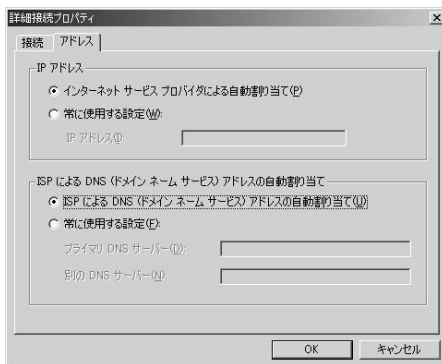 詳細接続プロパティ
接続 アドレス
IP アドレス
インターネット サービス プロバイダによる自動割り当て(P)
常に使用する設定(W):
IP アドレス(I):
ISP による DNS (ドメイン ネーム サービス) アドレスの自動割り当て
ISP による DNS (ドメイン ネーム サービス) アドレスの自動割り当て(U)
常に使用する設定(F):
プライマリ DNS サーバー(D):
別の DNS サーバー(N):
OK キャンセル